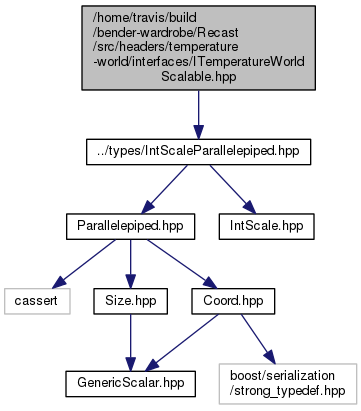 /home/travis/build
/bender-wardrobe/Recast
/src/headers/temperature
-world/interfaces/ITemperatureWorld
Scalable.hpp
../types/IntScaleParallelepiped.hpp
Parallelepiped.hpp
IntScale.hpp
cassert
Size.hpp
Coord.hpp
GenericScalar.hpp
boost/serialization
/strong_typedef.hpp